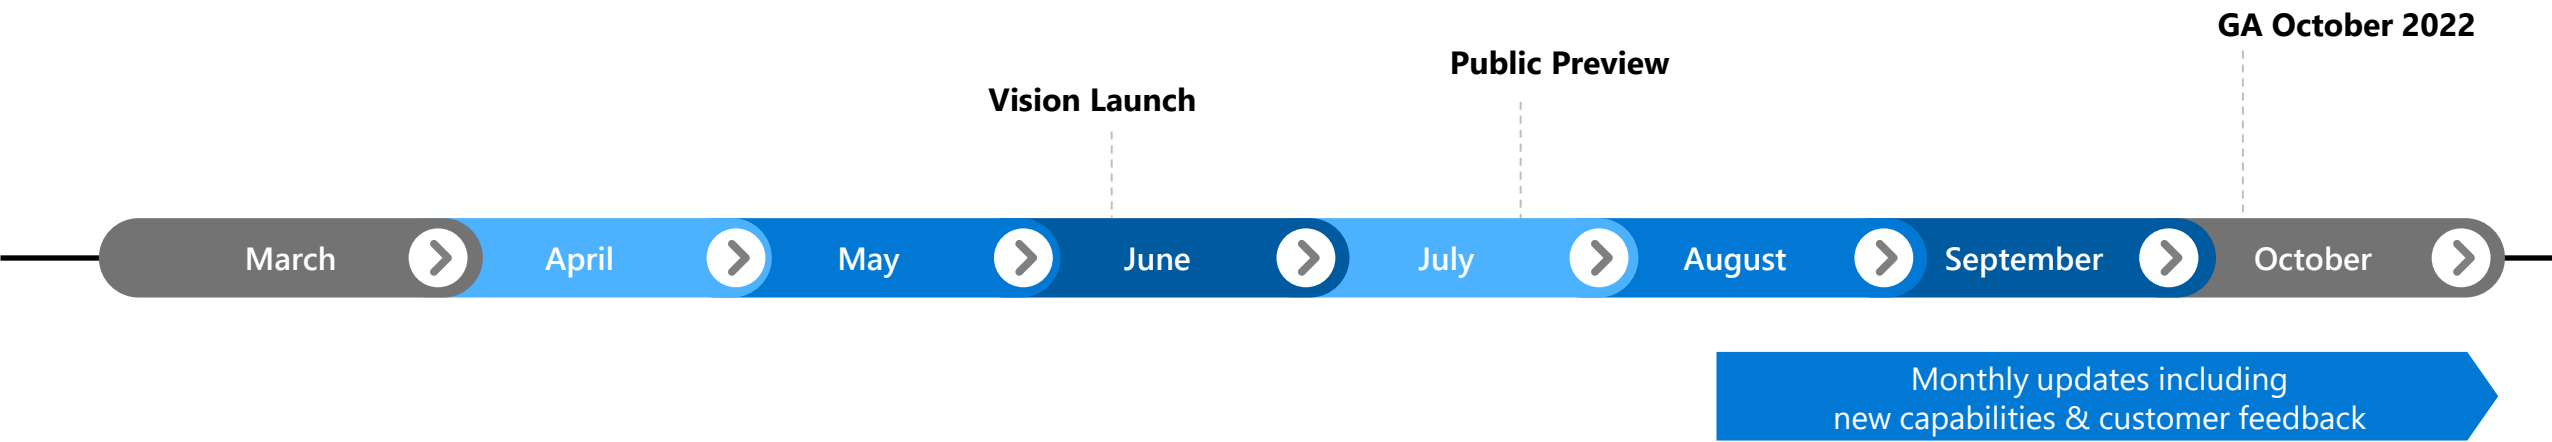 GA October 2022
Public Preview
Vision Launch
March
April
May
June
July
August
September
October
Monthly updates including
new capabilities & customer feedback